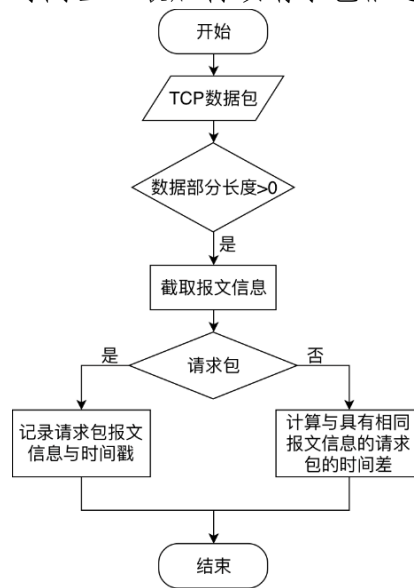 开始
TCP数据包
数据部分长度>0
是
截取报文信息
请求包
是
否
记录请求包报文
信息与时间戳
计算与具有相同
报文信息的请求
包的时间差
结束